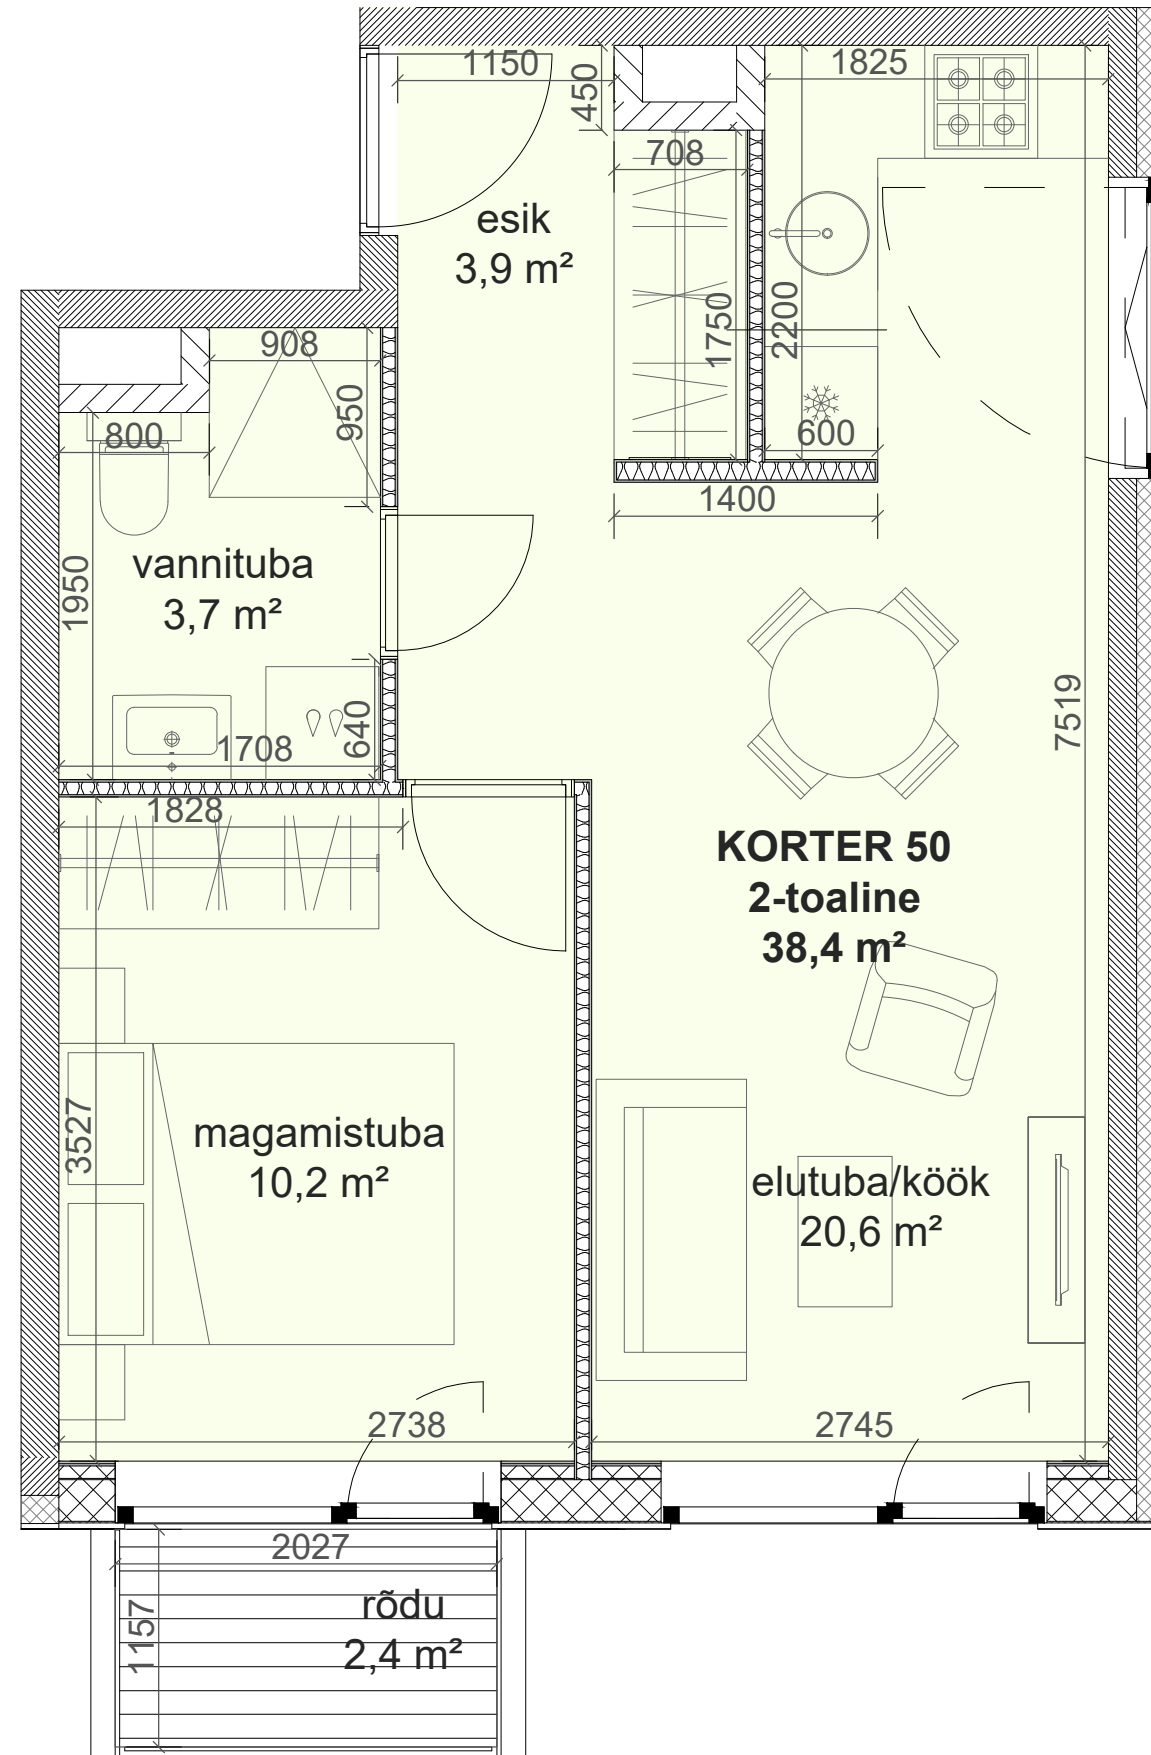 1150
450
1825
708
esik
3,9 m²
1750
2200
908
950
800
600
1400
vannituba
3,7 m²
1950
7519
640
1708
1828
KORTER 50
2-toaline
38,4 m²
3527
magamistuba
10,2 m²
elutuba/köök
20,6 m²
2738
2745
2027
rõdu
2,4 m²
1157